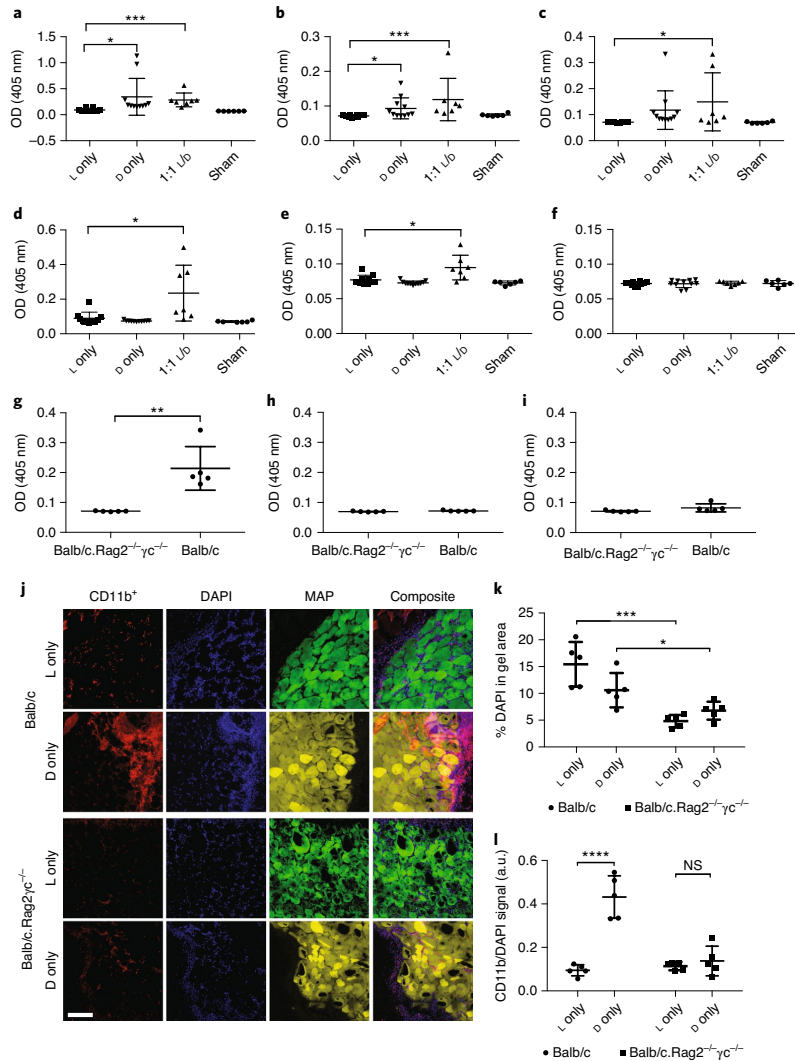 a
***
*
OD (405 nm)
1.5
1.0
0.5
0.0
–0.5
L only
D only
1:1 L/D
Sham
b
***
*
OD (405 nm)
0.3
0.2
0.1
0.0
L only
D only
1:1 L/D
Sham
c
*
OD (405 nm)
0.4
0.3
0.2
0.1
0.0
L only
D only
1:1 L/D
Sham
d
*
OD (405 nm)
0.6
0.4
0.2
0.0
L only
D only
1:1 L/D
Sham
e
*
OD (405 nm)
0.15
0.10
0.05
0.00
L only
D only
1:1 L/D
Sham
f
OD (405 nm)
0.15
0.10
0.05
0.00
L only
D only
1:1 L/D
Sham
g
**
OD (405 nm)
0.4
0.3
0.2
0.1
0.0
Balb/c.Rag2⁻/⁻γc⁻/⁻
Balb/c
h
OD (405 nm)
0.4
0.3
0.2
0.1
0.0
Balb/c.Rag2⁻/⁻γc⁻/⁻
Balb/c
i
OD (405 nm)
0.4
0.3
0.2
0.1
0.0
Balb/c.Rag2⁻/⁻γc⁻/⁻
Balb/c
j
CD11b⁺
DAPI
MAP
Composite
Balb/c
L only
D only
Balb/c.Rag2γc⁻/⁻
L only
D only
k
***
*
% DAPI in gel area
25
20
15
10
5
0
L only
D only
L only
D only
● Balb/c
■ Balb/c.Rag2⁻/⁻γc⁻/⁻
l
****
NS
CD11b/DAPI signal (a.u.)
0.6
0.4
0.2
0.0
L only
D only
L only
D only
● Balb/c
■ Balb/c.Rag2⁻/⁻γc⁻/⁻